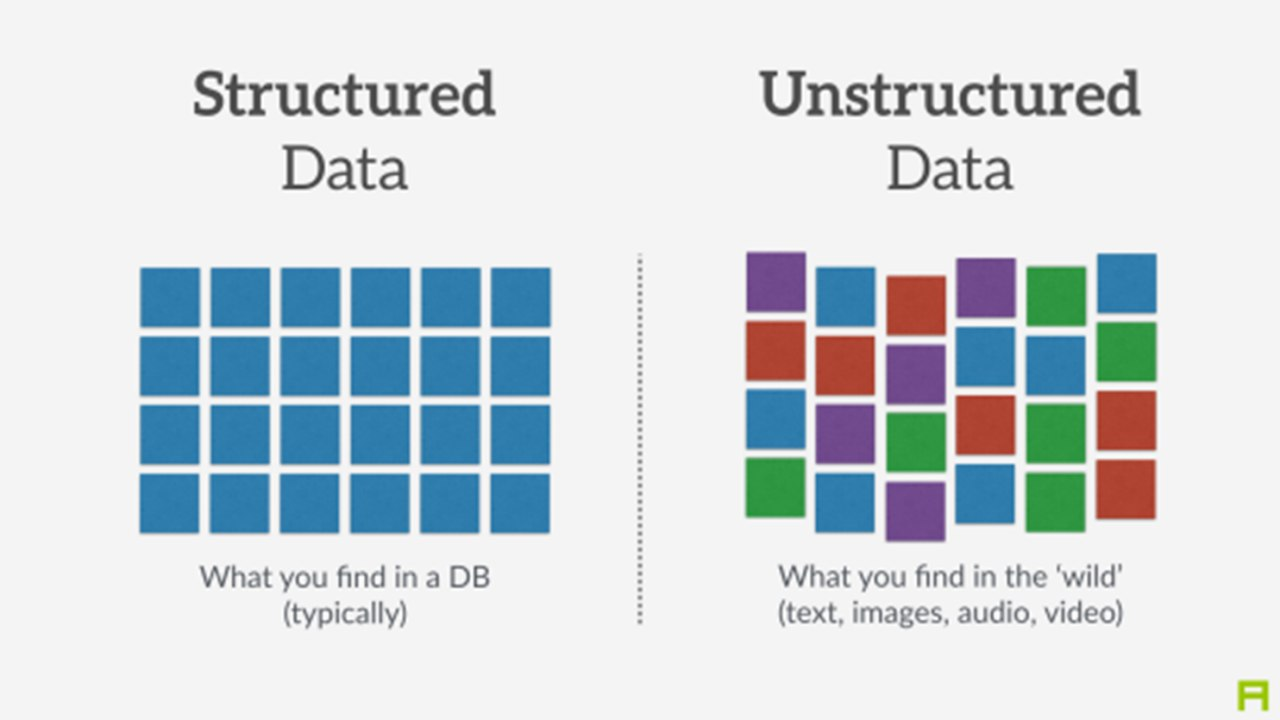 Structured
Data
What you find in a DB
(typically)
Unstructured
Data
What you find in the ‘wild’
(text, images, audio, video)